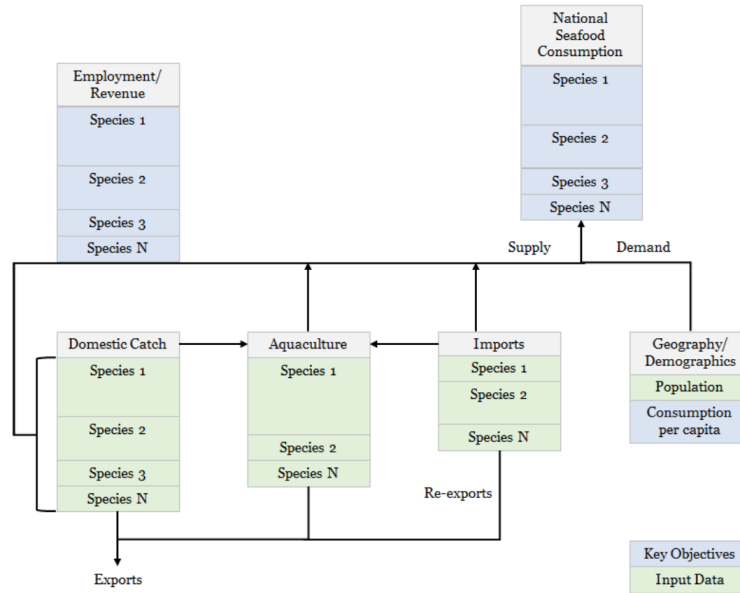 National
Seafood
Consumption
Species 1
Species 2
Species 3
Species N
Employment/
Revenue
Species 1
Species 2
Species 3
Species N
Supply
Demand
Domestic Catch
Species 1
Species 2
Species 3
Species N
Aquaculture
Species 1
Species 2
Species N
Imports
Species 1
Species 2
Species N
Geography/
Demographics
Population
Consumption
per capita
Re-exports
Exports
Key Objectives
Input Data